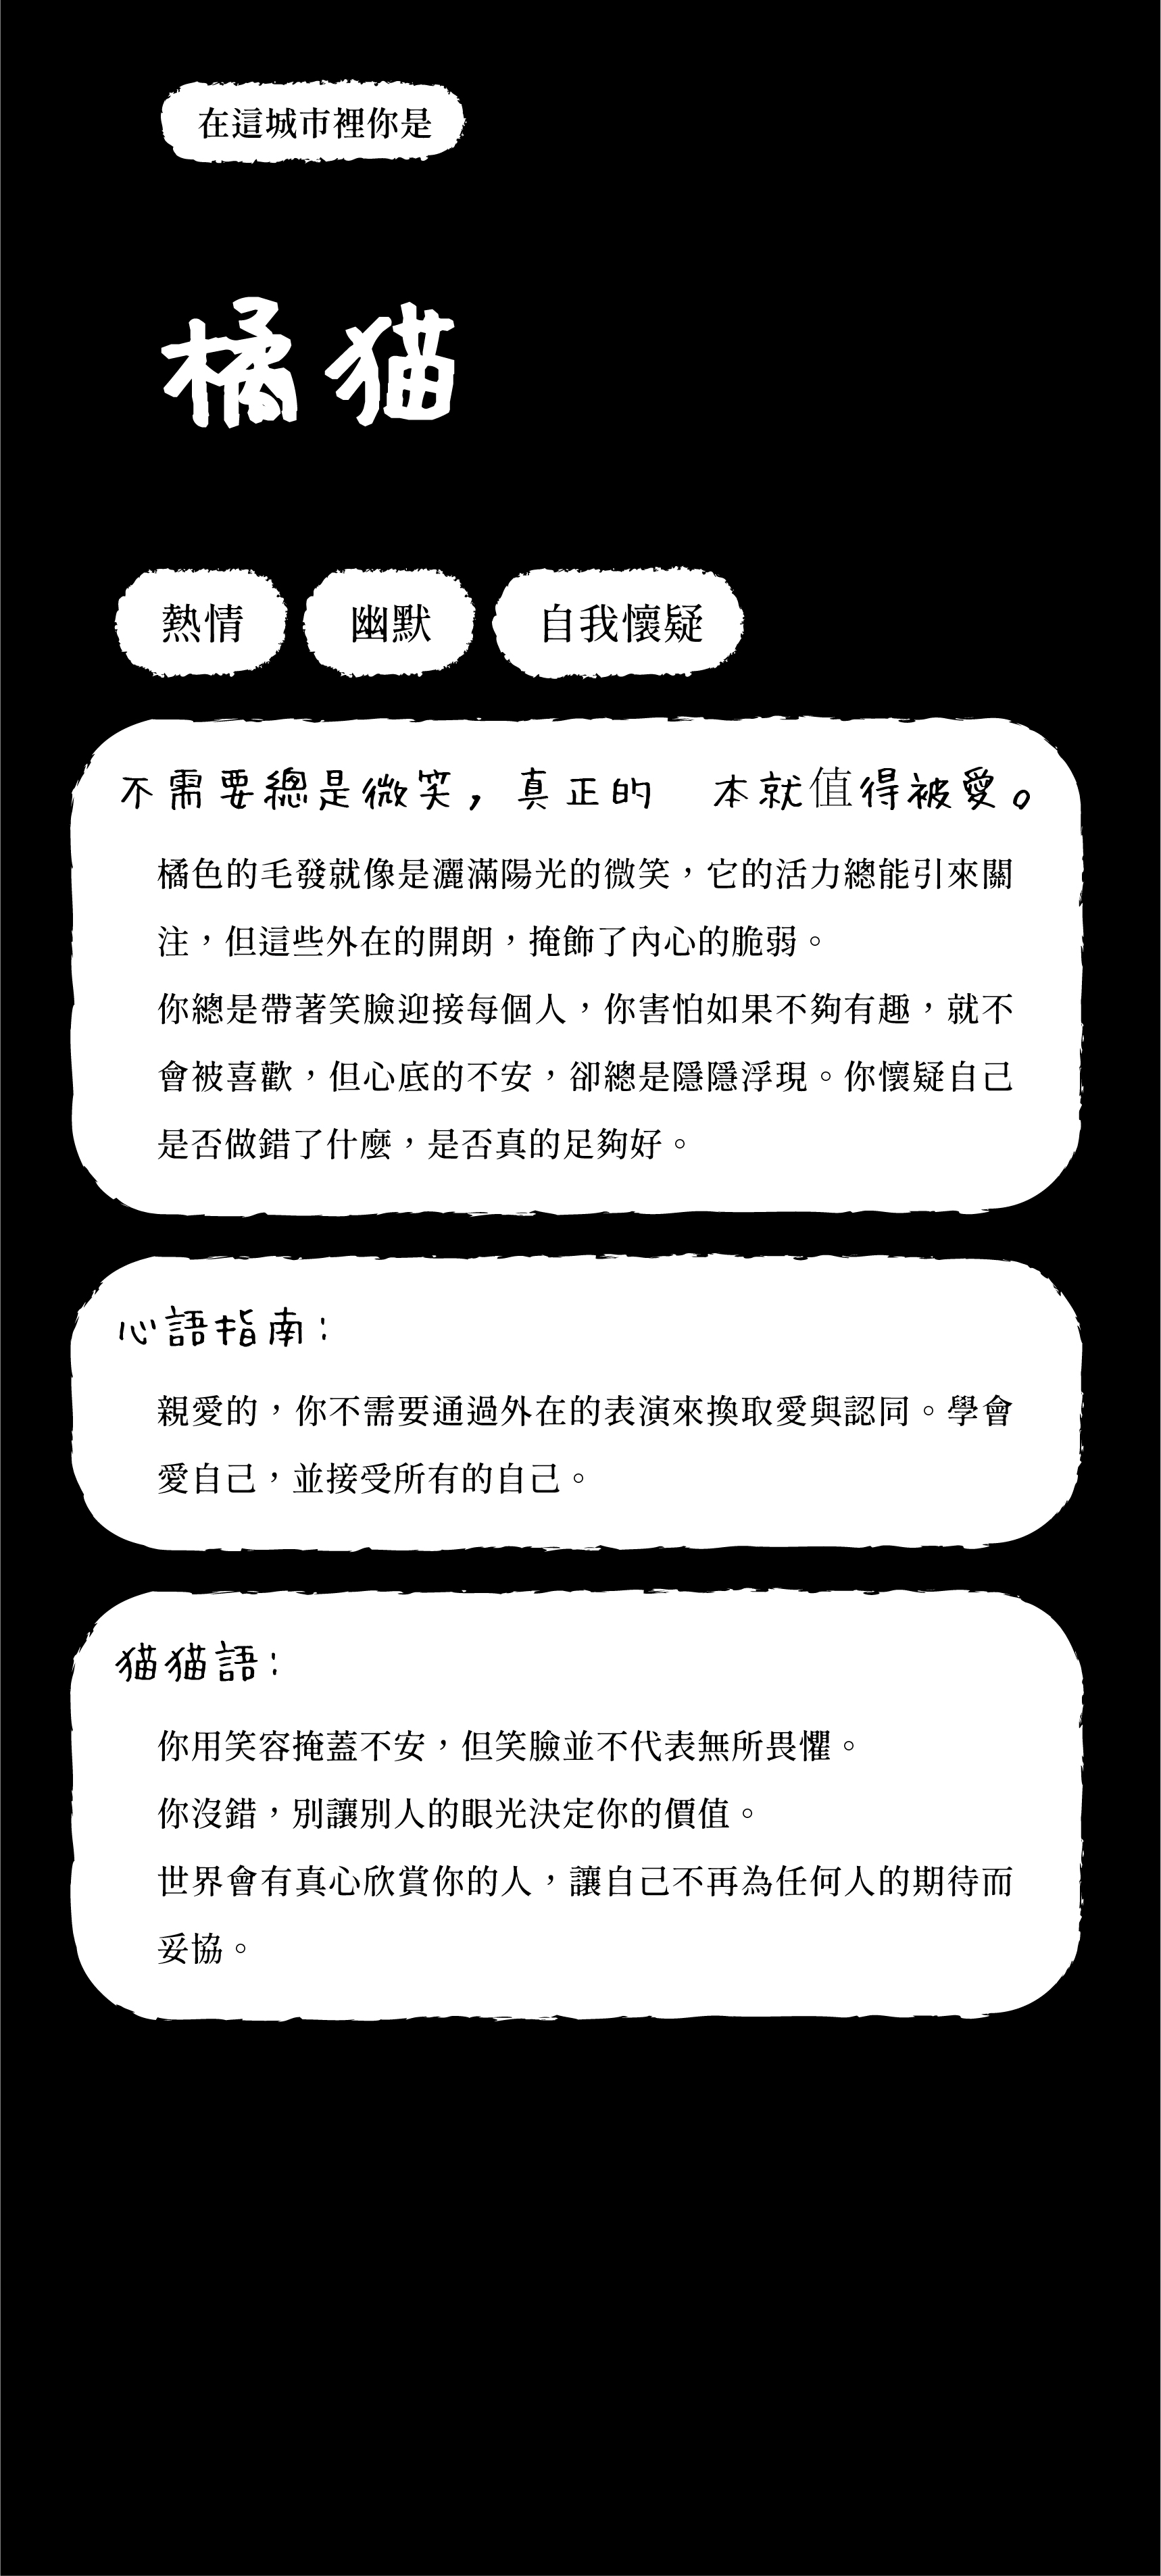 在這城市裡你是
橘猫
熱情 幽默 自我懷疑
不需要總是微笑，真正的 本就值得被愛。
橘色的毛發就像是灑滿陽光的微笑，它的活力總能引來關
注，但這些外在的開朗，掩飾了內心的脆弱。
你總是帶著笑臉迎接每個人，你害怕如果不夠有趣，就不
會被喜歡，但心底的不安，卻總是隱隱浮現。你懷疑自己
是否做錯了什麼，是否真的足夠好。
心語指南：
親愛的，你不需要通過外在的表演來換取愛與認同。學會
愛自己，並接受所有的自己。
猫猫語：
你用笑容掩蓋不安，但笑臉並不代表無所畏懼。
你沒錯，別讓別人的眼光決定你的價值。
世界會有真心欣賞你的人，讓自己不再為任何人的期待而
妥協。